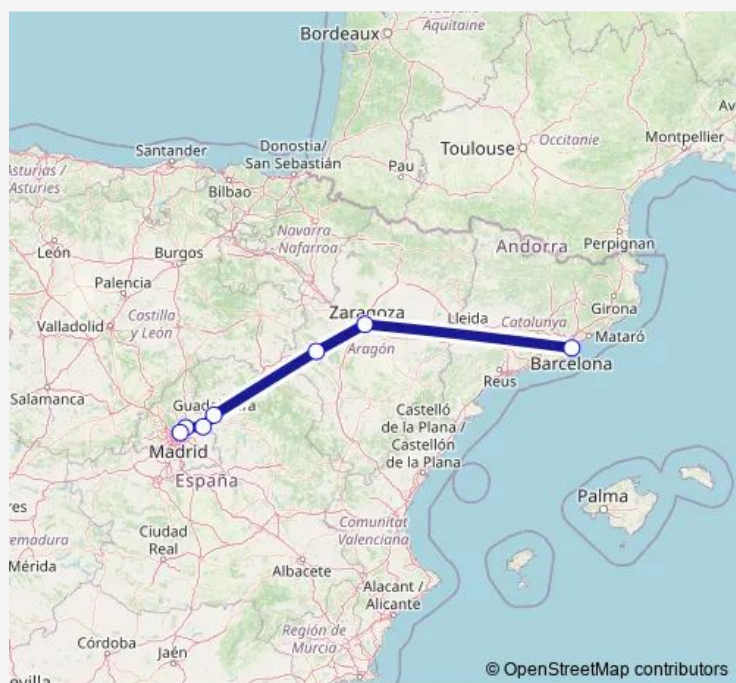 Bordeaux
Nouvelle
Aquitaine
Santander
Donostia/
San Sebastián
Toulouse
Occitanie
Montpellier
Asturias /
Asturies
Bilbao
Pau
León
Burgos
Navarra
Nafarroa
Andorra
Perpignan
Palencia
Castilla
y León
Valladolid
Zaragoza
Lleida
Catalunya
Girona
Mataró
Aragón
Barcelona
Reus
Salamanca
Guadalajara
Castelló
de la Plana /
Castellón
de la Plana
Madrid
España
Palma
Ciudad
Real
Comunitat
Valenciana
Mérida
Albacete
Alacant /
Alicante
Región de
Murcia
Córdoba
Jaén
© OpenStreetMap contributors